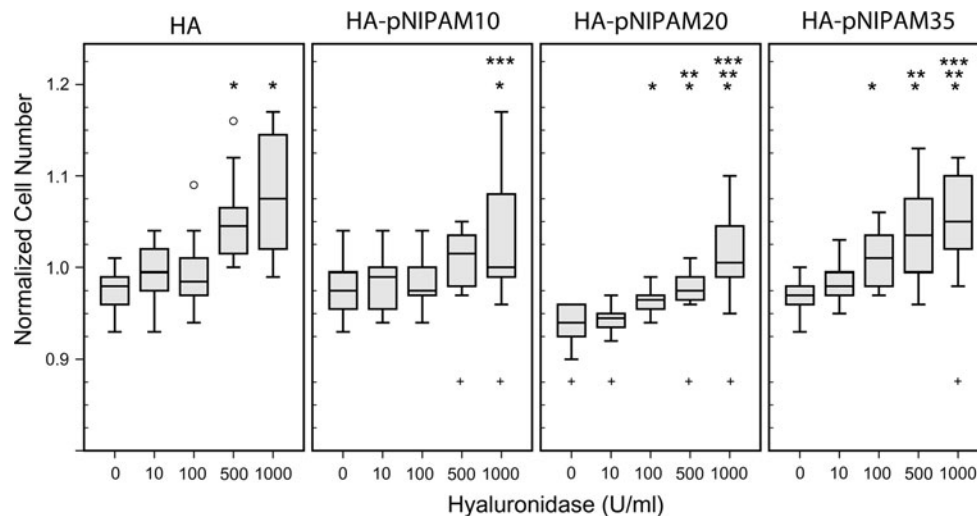 HA
HA-pNIPAM10
HA-pNIPAM20
HA-pNIPAM35
Normalized Cell Number
1.2
1.1
1.0
0.9
* *
***
*
* ** ***
* * **
*
* ** ***
* * **
*
+ +
+ + + +
+
0 10 100 500 1000
0 10 100 500 1000
0 10 100 500 1000
0 10 100 500 1000
Hyaluronidase (U/ml)